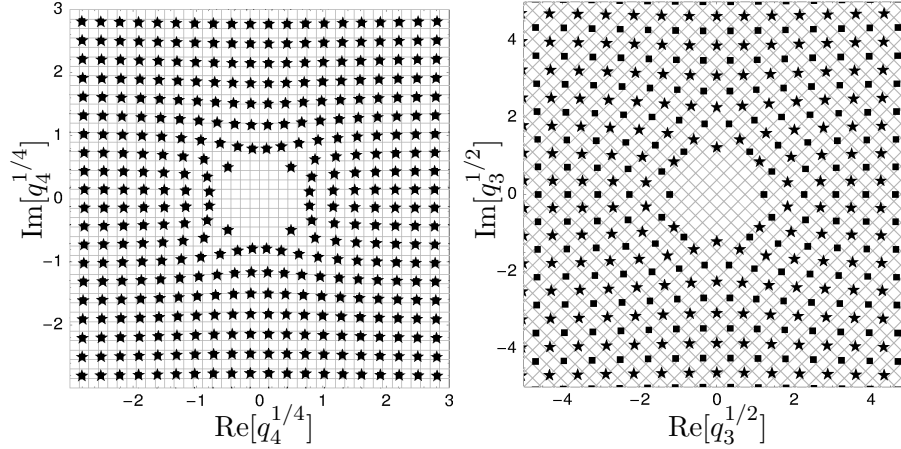 3
2
1
0
−1
−2
−2 −1 0 1 2 3
Im[q_4^{1/4}]
Re[q_4^{1/4}]
4
2
0
−2
−4
−4 −2 0 2 4
Im[q_3^{1/2}]
Re[q_3^{1/2}]